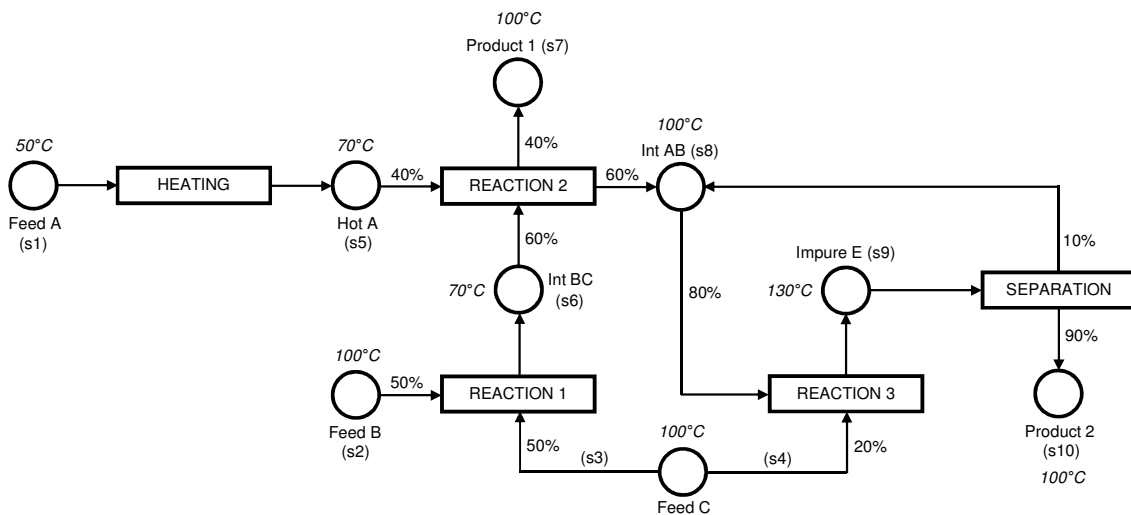 100°C
Product 1 (s7)
40%
50°C
Feed A
(s1)
HEATING
70°C
Hot A
(s5)
40%
REACTION 2
60%
100°C
Int AB (s8)
60%
70°C
Int BC
(s6)
80%
Impure E (s9)
130°C
10%
SEPARATION
90%
100°C
Feed B
(s2)
50%
REACTION 1
50%
(s3)
100°C
Feed C
(s4)
20%
REACTION 3
Product 2
(s10)
100°C